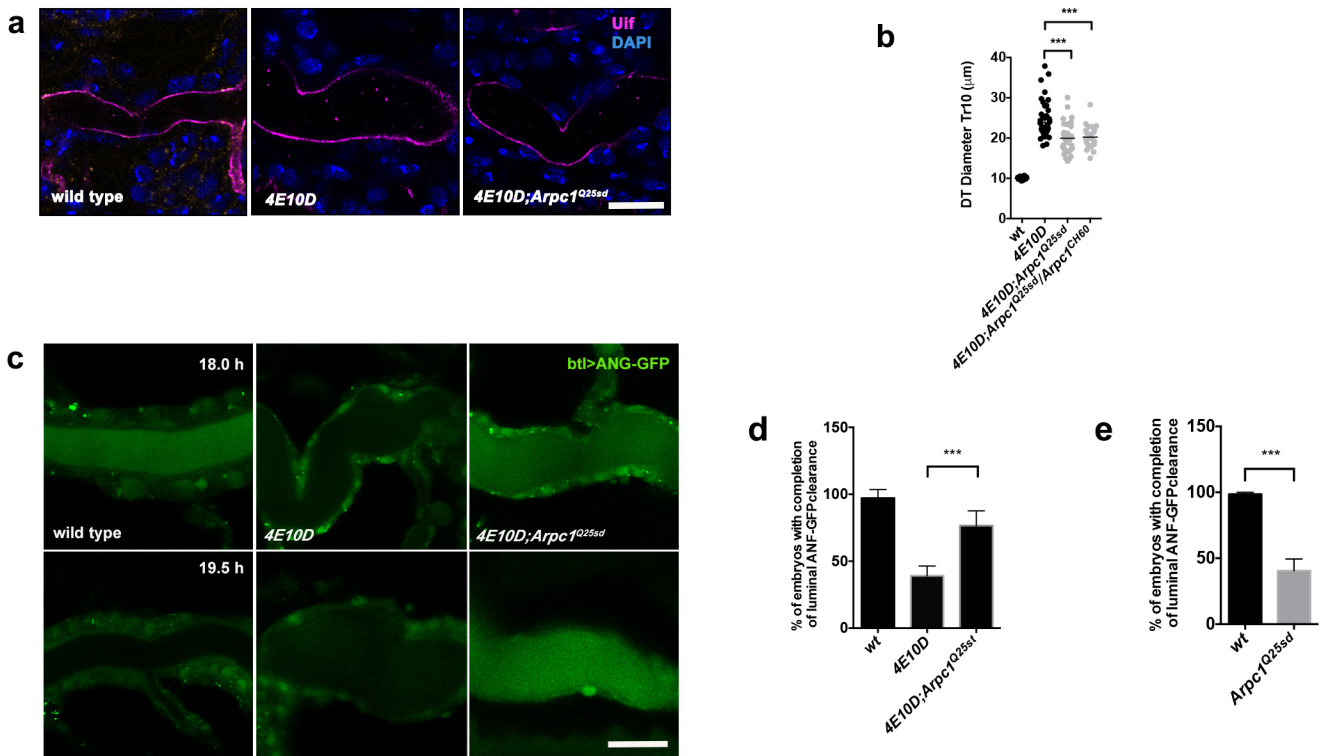 a
Uif
DAPI
wild type
4E10D
4E10D;Arpc1Q25sd
b
***
***
DT Diameter Tr10 (µm)
40
30
20
10
0
wt
4E10D
4E10D;Arpc1Q25sd
4E10D;Arpc1Q25sd/Arpc1CH60
c
18.0 h
btl>ANG-GFP
wild type
4E10D
4E10D;Arpc1Q25sd
19.5 h
d
% of embryos with completion
of luminal ANF-GFPclearance
150
100
50
0
***
wt
4E10D
4E10D;Arpc1Q25st
e
% of embryos with completion
of luminal ANF-GFPclearance
150
100
50
0
***
wt
Arpc1Q25sd